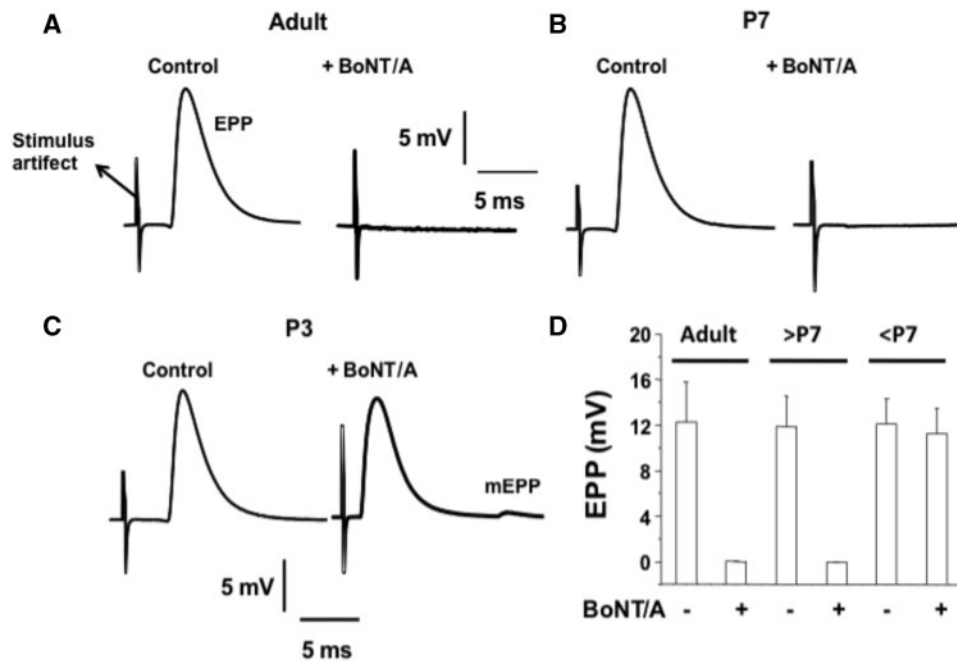 A
Adult
Control
+ BoNT/A
Stimulus
artifect
EPP
5 mV
5 ms
B
P7
Control
+ BoNT/A
C
P3
Control
+ BoNT/A
mEPP
5 mV
5 ms
D
Adult >P7 <P7
20
16
12
8
4
0
EPP (mV)
BoNT/A - + - + - +